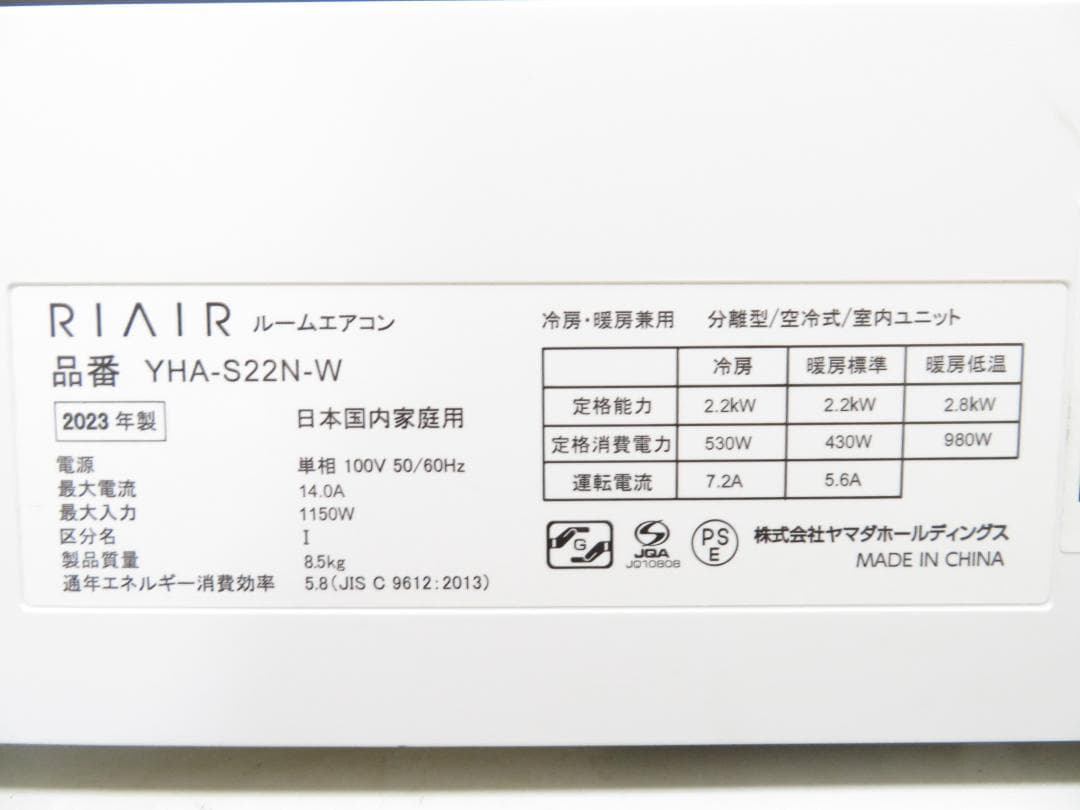 RIAIR ルームエアコン
品番 YHA-S22N-W
2023 年製 日本国内家庭用
電源 単相 100V 50/60Hz
最大電流 14.0A
最大入力 1150W
区分名 I
製品質量 8.5kg
通年エネルギー消費効率 5.8(JIS C 9612:2013)
冷房・暖房兼用 分離型/空冷式/室内ユニット
冷房 暖房標準 暖房低温
定格能力 2.2kW 2.2kW 2.8kW
定格消費電力 530W 430W 980W
運転電流 7.2A 5.6A
G JQA JQ10808 PSE 株式会社ヤマダホールディングス
MADE IN CHINA